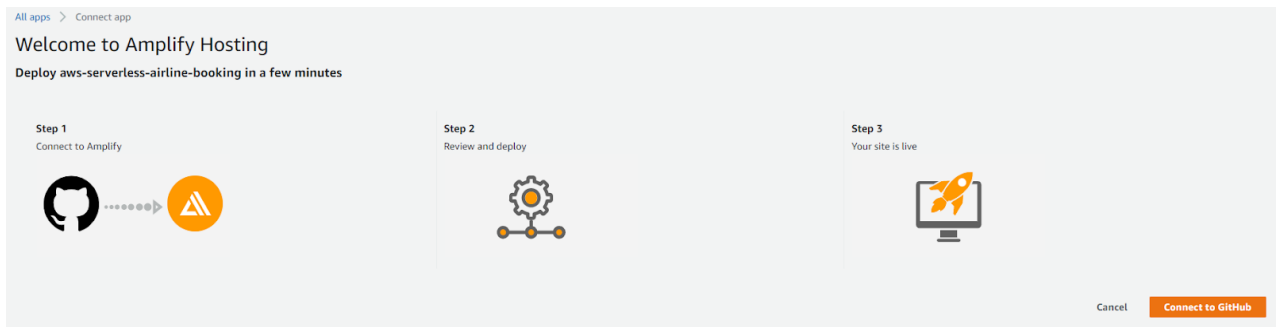 All apps > Connect app
Welcome to Amplify Hosting
Deploy aws-serverless-airline-booking in a few minutes
Step 1
Connect to Amplify
Step 2
Review and deploy
Step 3
Your site is live
Cancel
Connect to GitHub